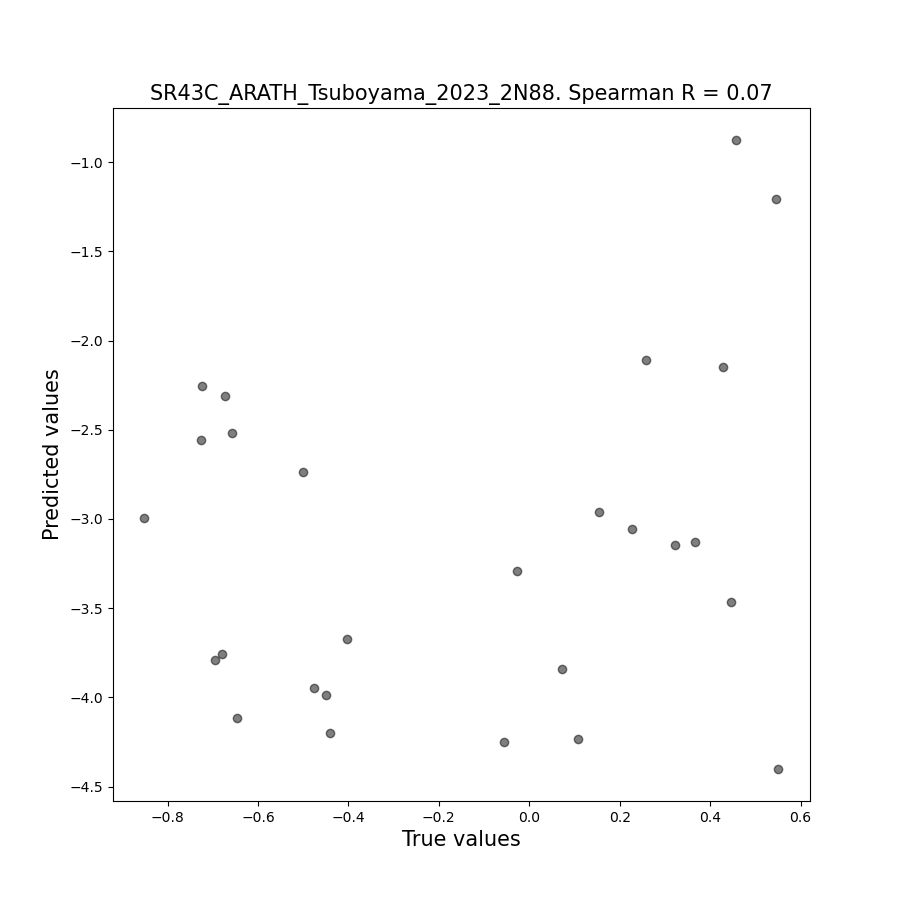 SR43C_ARATH_Tsuboyama_2023_2N88. Spearman R = 0.07
−1.0
−1.5
−2.0
−2.5
−3.0
−3.5
−4.0
−4.5
Predicted values
−0.8 −0.6 −0.4 −0.2 0.0 0.2 0.4 0.6
True values